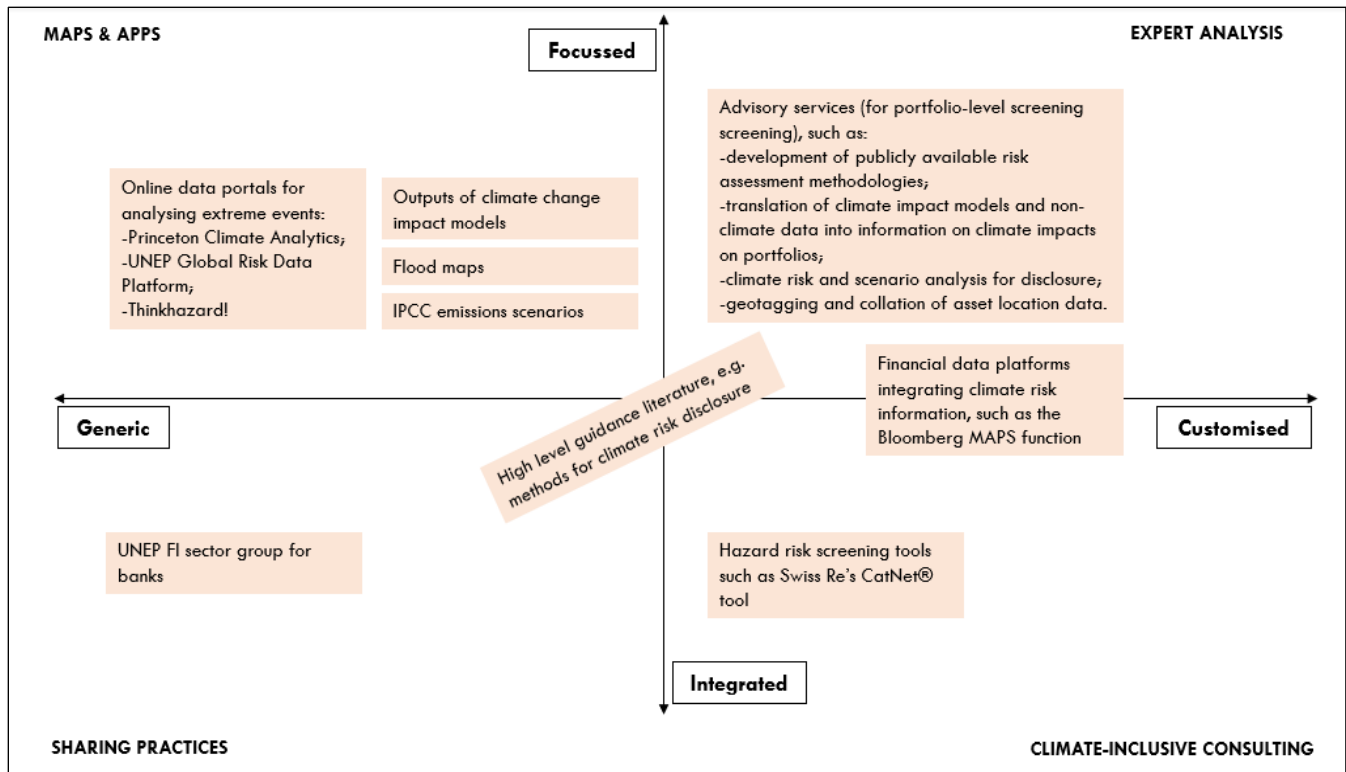 MAPS & APPS
Focussed
EXPERT ANALYSIS
Online data portals for
analysing extreme events:
-Princeton Climate Analytics;
-UNEP Global Risk Data
Platform;
-Thinkhazard!
Outputs of climate change
impact models
Flood maps
IPCC emissions scenarios
Advisory services (for portfolio-level screening
screening), such as:
-development of publicly available risk
assessment methodologies;
-translation of climate impact models and non-
climate data into information on climate impacts
on portfolios;
-climate risk and scenario analysis for disclosure;
-geotagging and collation of asset location data.
High level guidance literature, e.g.
methods for climate risk disclosure
Financial data platforms
integrating climate risk
information, such as the
Bloomberg MAPS function
Generic
Customised
UNEP FI sector group for
banks
Hazard risk screening tools
such as Swiss Re's CatNet®
tool
Integrated
SHARING PRACTICES
CLIMATE-INCLUSIVE CONSULTING